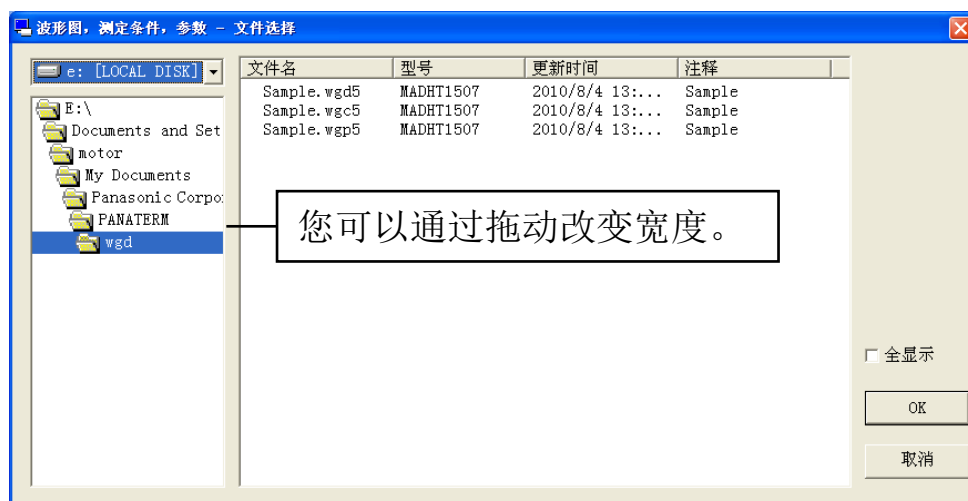 波形图，测定条件，参数 - 文件选择
e: [LOCAL DISK]
文件名 型号 更新时间 注释
Sample.wgd5 MADHT1507 2010/8/4 13:... Sample
Sample.wgc5 MADHT1507 2010/8/4 13:... Sample
Sample.wgp5 MADHT1507 2010/8/4 13:... Sample
E:\
Documents and Set
motor
My Documents
Panasonic Corpo
PANATERM
wgd
您可以通过拖动改变宽度。
全显示
OK
取消